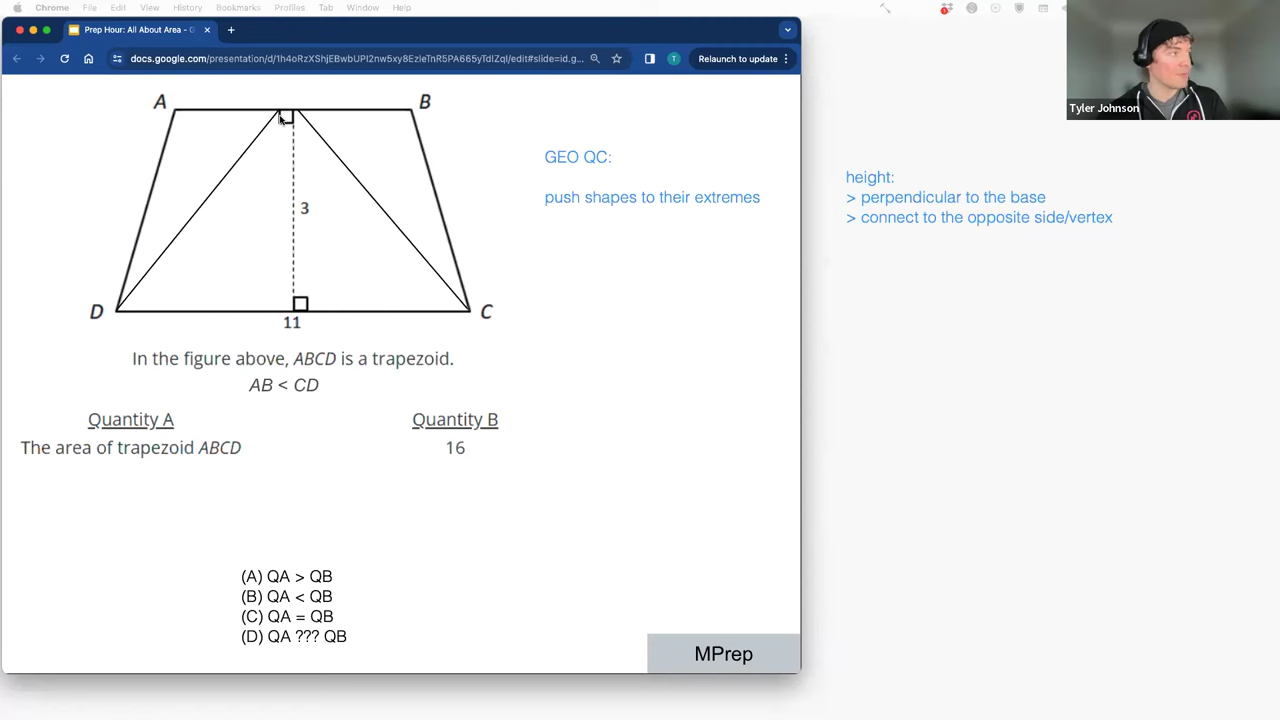 Chrome File Edit View History Bookmarks Profiles Tab Window Help
Prep Hour: All About Area - G
docs.google.com/presentation/d/1h4oRzXShjEBwbUPI2nw5xy8EzIeTnR5PA665yTdIZqI/edit#slide=id.g...
T
Relaunch to update
Tyler Johnson
A
B
3
D
C
11
GEO QC:
push shapes to their extremes
height:
> perpendicular to the base
> connect to the opposite side/vertex
In the figure above, ABCD is a trapezoid.
AB < CD
Quantity A Quantity B
The area of trapezoid ABCD 16
(A) QA > QB
(B) QA < QB
(C) QA = QB
(D) QA ??? QB
MPrep